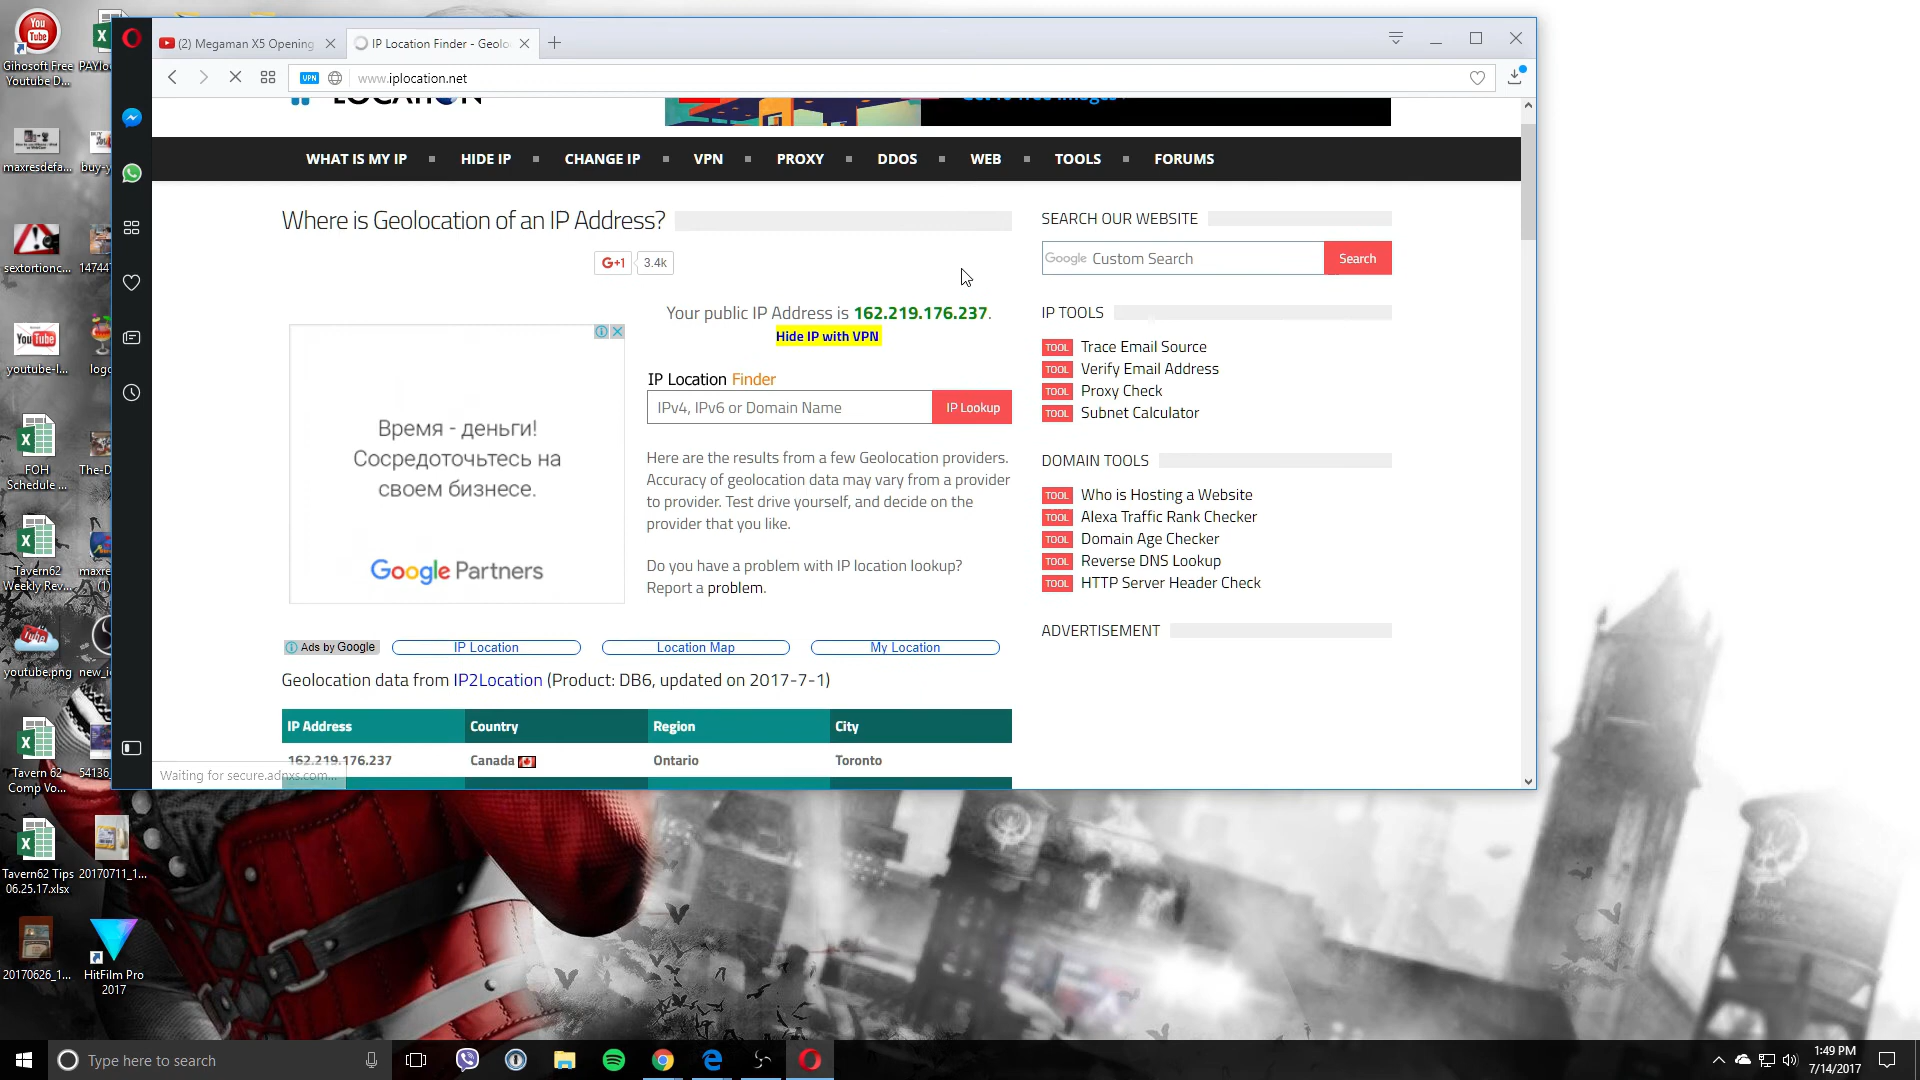 Gihosoft Free
Youtube D...
maxresdefa...
buy-y
sextortionc...
14744
youtube-l...
logo
FOH
Schedule ...
The-D
Tavern62
Weekly Rev...
maxre
(1)
youtube.png
new_i
Tavern 62
Comp Vo...
54136
Tavern62 Tips
06.25.17.xlsx
20170711_1...
20170626_1...
HitFilm Pro
2017
(2) Megaman X5 Opening
IP Location Finder - Geolo
VPN
www.iplocation.net
WHAT IS MY IP
HIDE IP
CHANGE IP
VPN
PROXY
DDOS
WEB
TOOLS
FORUMS
Where is Geolocation of an IP Address?
G+1
3.4k
Your public IP Address is 162.219.176.237.
Hide IP with VPN
IP Location Finder
IPv4, IPv6 or Domain Name
IP Lookup
Время - деньги!
Сосредоточьтесь на
своем бизнесе.
Google Partners
Here are the results from a few Geolocation providers.
Accuracy of geolocation data may vary from a provider
to provider. Test drive yourself, and decide on the
provider that you like.
Do you have a problem with IP location lookup?
Report a problem.
Ads by Google
IP Location
Location Map
My Location
Geolocation data from IP2Location (Product: DB6, updated on 2017-7-1)
IP Address
Country
Region
City
162.219.176.237
Canada
Ontario
Toronto
Waiting for secure.adnxs.com...
SEARCH OUR WEBSITE
Google Custom Search
Search
IP TOOLS
TOOL Trace Email Source
TOOL Verify Email Address
TOOL Proxy Check
TOOL Subnet Calculator
DOMAIN TOOLS
TOOL Who is Hosting a Website
TOOL Alexa Traffic Rank Checker
TOOL Domain Age Checker
TOOL Reverse DNS Lookup
TOOL HTTP Server Header Check
ADVERTISEMENT
Type here to search
1:49 PM
7/14/2017